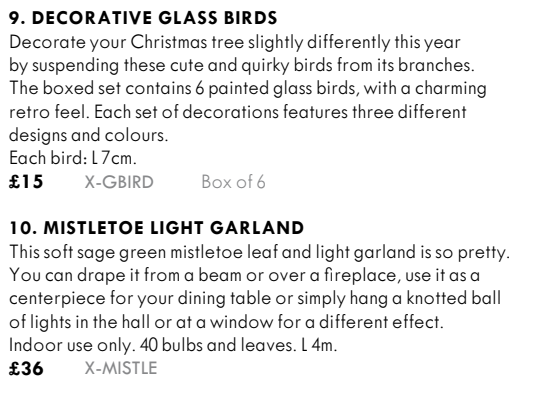 9. DECORATIVE GLASS BIRDS
Decorate your Christmas tree slightly differently this year
by suspending these cute and quirky birds from its branches.
The boxed set contains 6 painted glass birds, with a charming
retro feel. Each set of decorations features three different
designs and colours.
Each bird: L 7cm.
£15 X-GBIRD Box of 6
10. MISTLETOE LIGHT GARLAND
This soft sage green mistletoe leaf and light garland is so pretty.
You can drape it from a beam or over a fireplace, use it as a
centerpiece for your dining table or simply hang a knotted ball
of lights in the hall or at a window for a different effect.
Indoor use only. 40 bulbs and leaves. L 4m.
£36 X-MISTLE